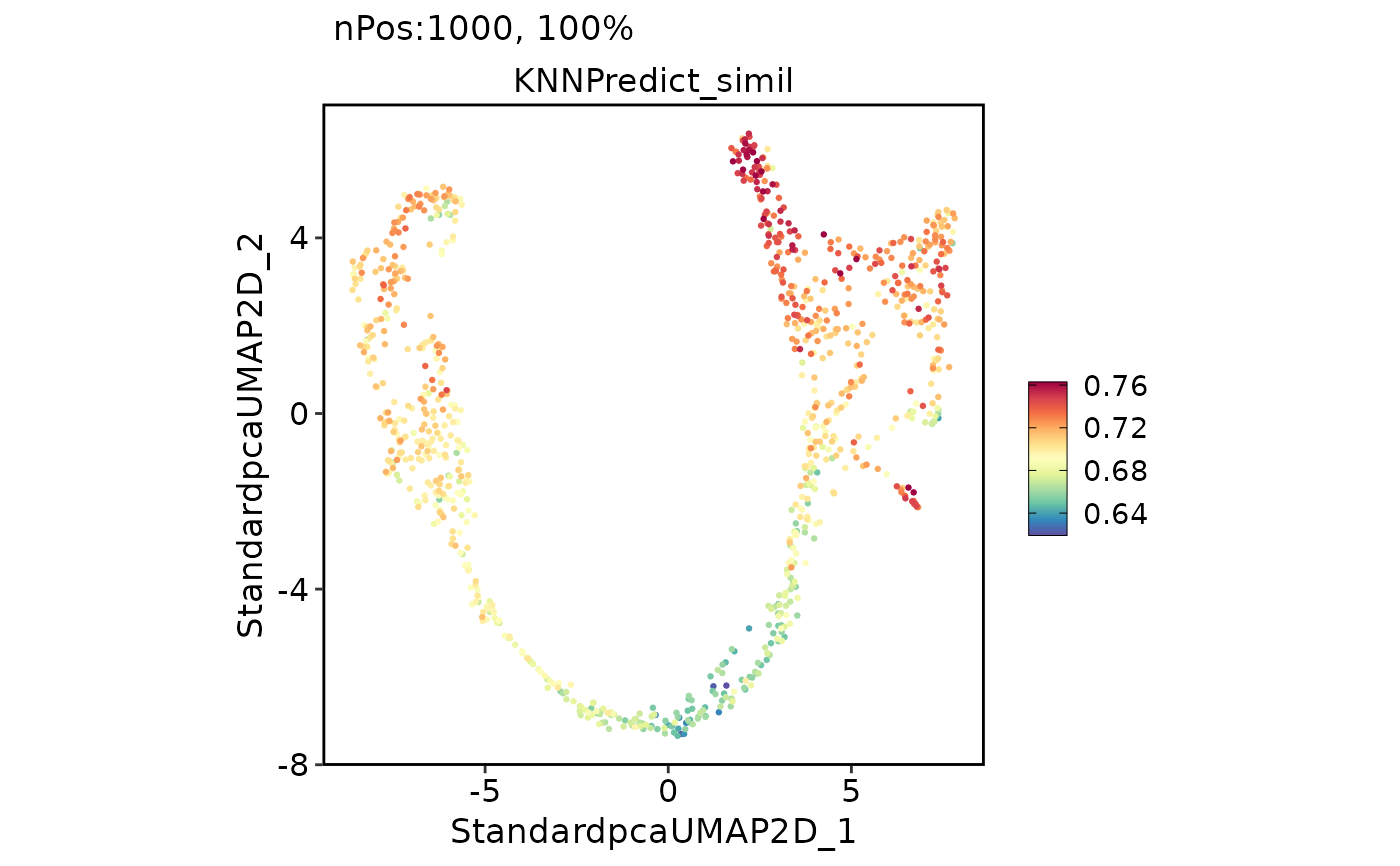 nPos:1000, 100%
KNNPredict_simil
StandardpcaUMAP2D_2
4
0
-4
-8
-5
0
5
StandardpcaUMAP2D_1
0.76
0.72
0.68
0.64